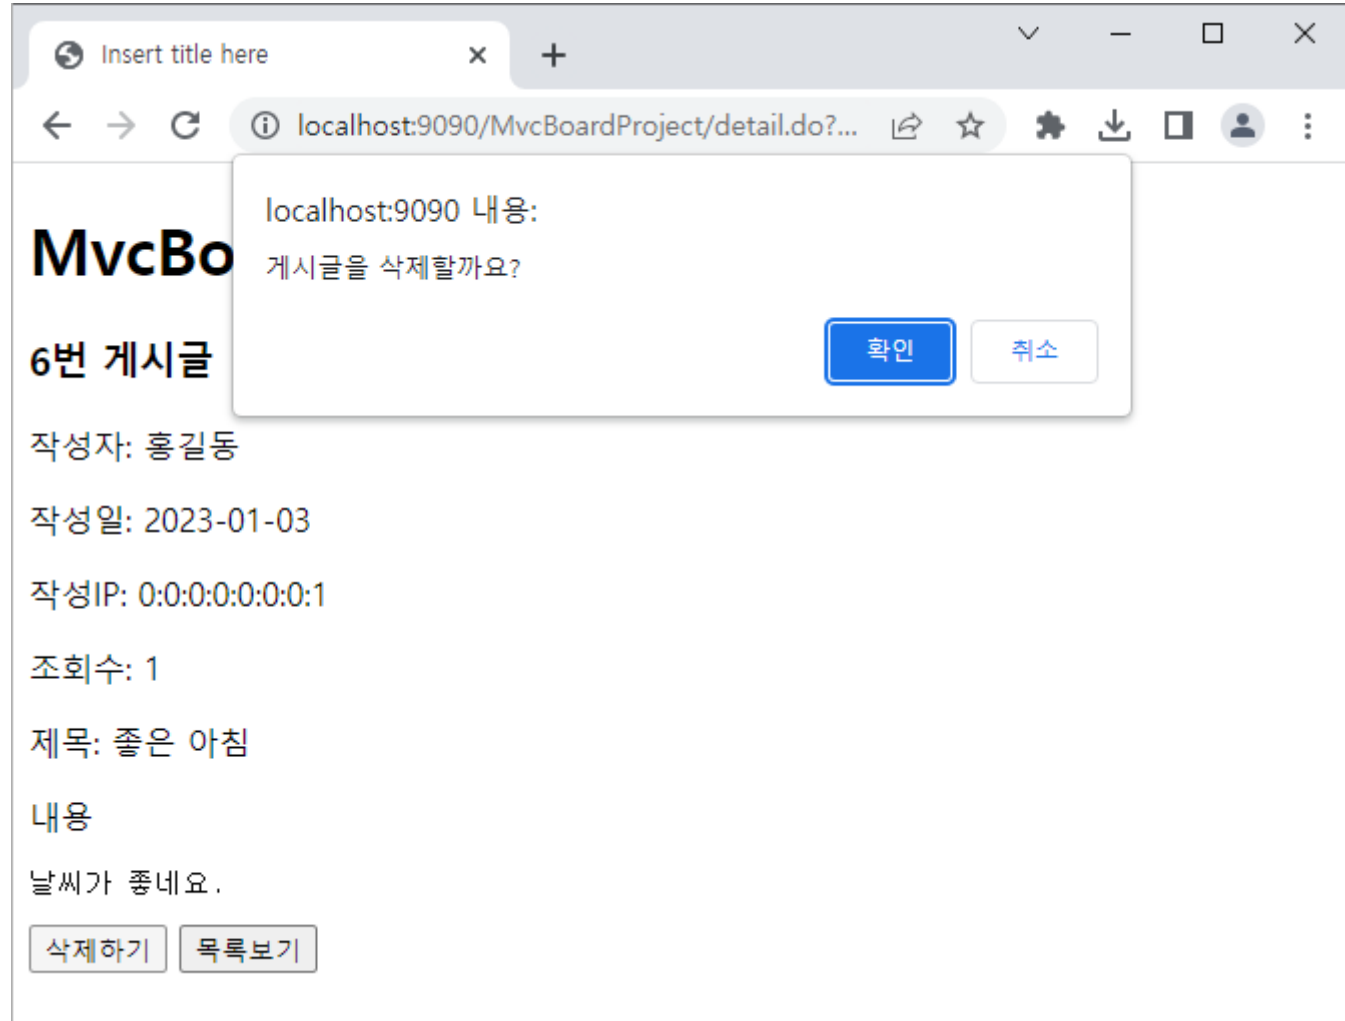 Insert title here
localhost:9090/MvcBoardProject/detail.do?...
localhost:9090 내용:
게시글을 삭제할까요?
확인 취소
MvcBo
6번 게시글
작성자: 홍길동
작성일: 2023-01-03
작성IP: 0:0:0:0:0:0:0:1
조회수: 1
제목: 좋은 아침
내용
날씨가 좋네요.
삭제하기 목록보기